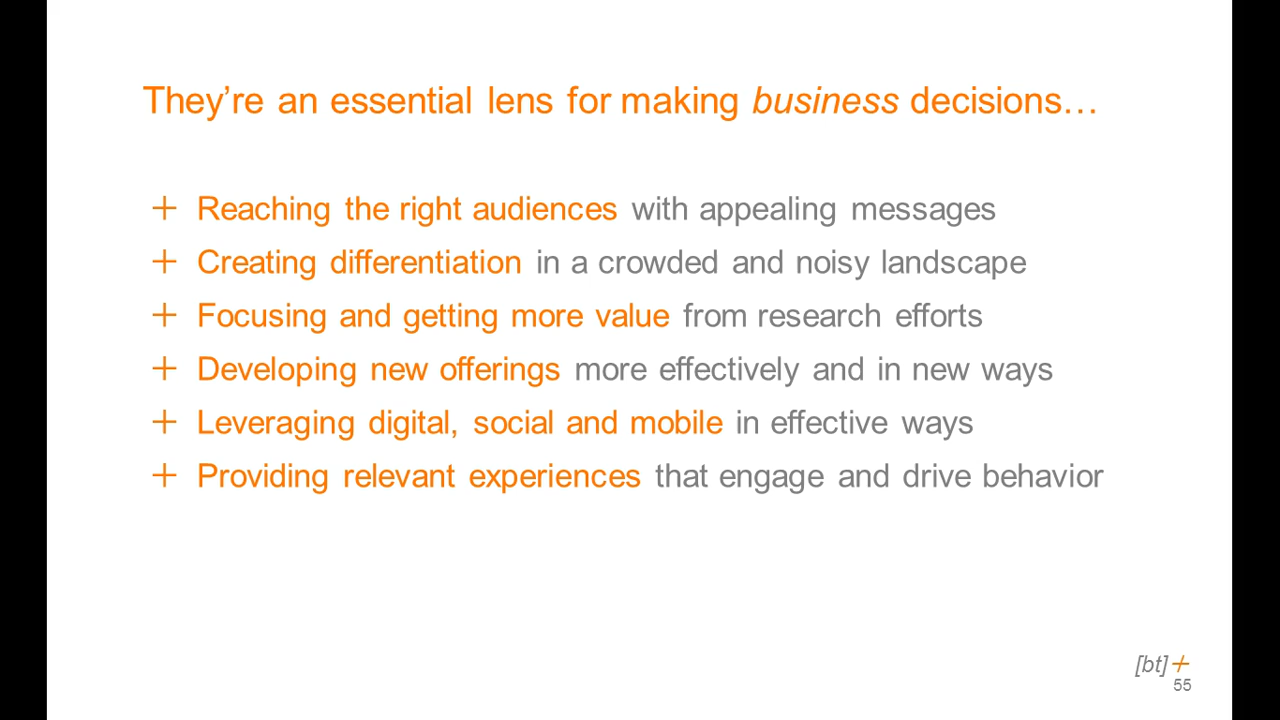 They’re an essential lens for making business decisions…
+ Reaching the right audiences with appealing messages
+ Creating differentiation in a crowded and noisy landscape
+ Focusing and getting more value from research efforts
+ Developing new offerings more effectively and in new ways
+ Leveraging digital, social and mobile in effective ways
+ Providing relevant experiences that engage and drive behavior
[bt]+
55